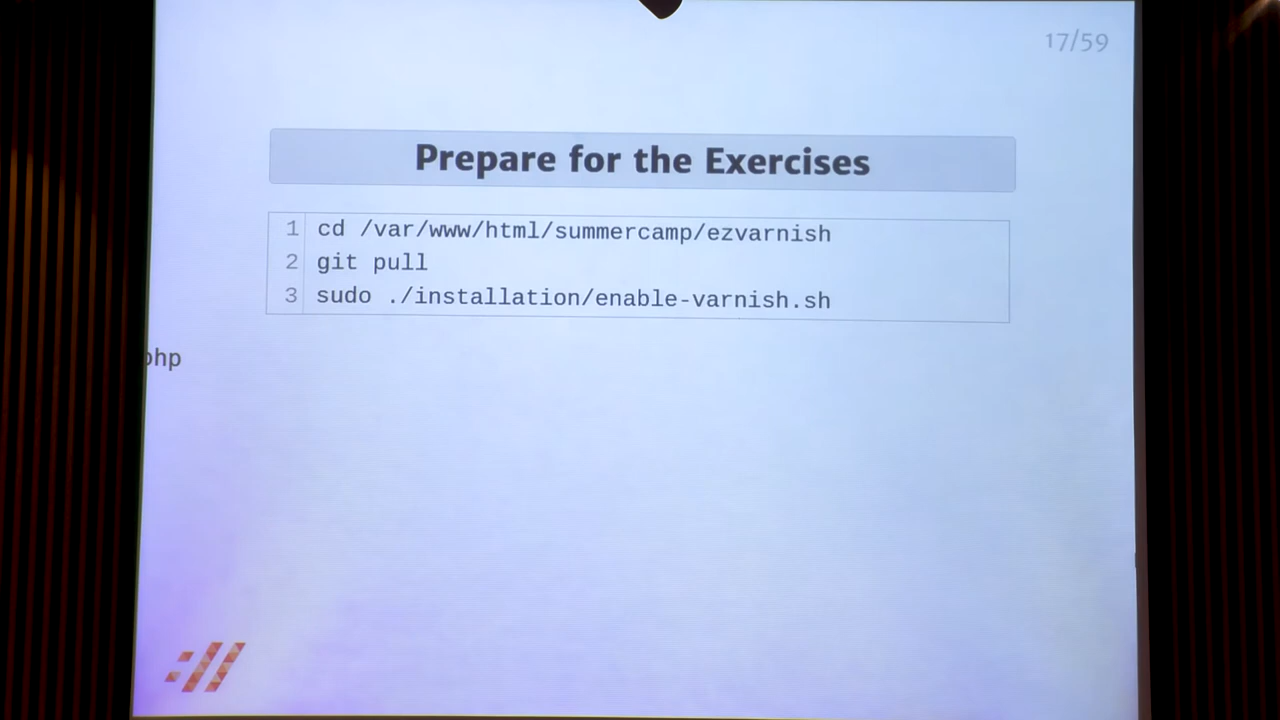 17/59
Prepare for the Exercises
1 cd /var/www/html/summercamp/ezvarnish
2 git pull
3 sudo ./installation/enable-varnish.sh
php
://